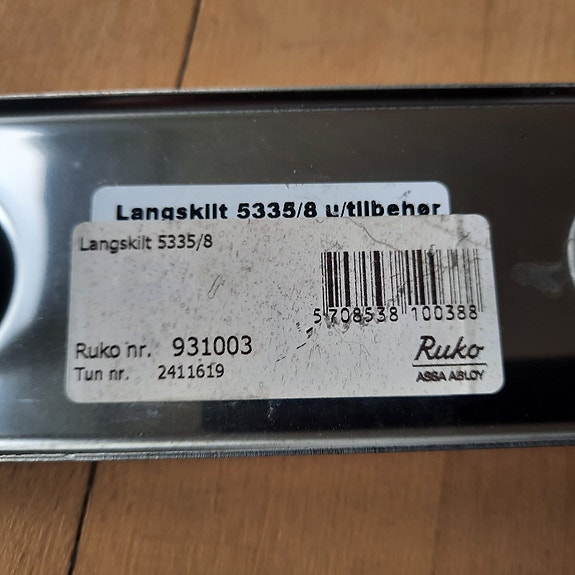 Langskilt 5335/8 u/tilbehør
Langskilt 5335/8
5 708538 100388
Ruko nr. 931003
Ruko
Tun nr. 2411619
ASSA ABLOY